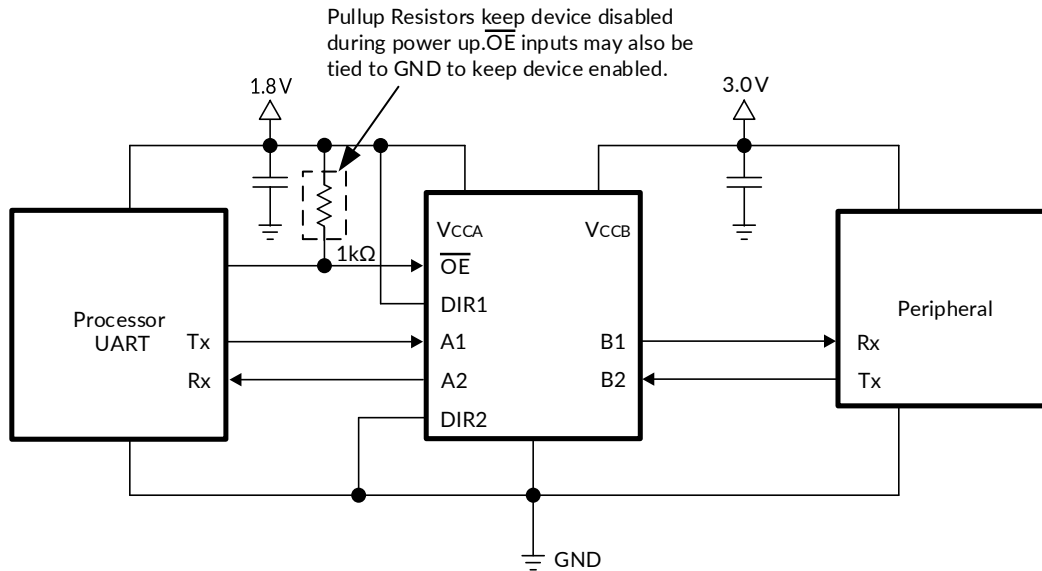 Pullup Resistors keep device disabled
during power up.OE inputs may also be
tied to GND to keep device enabled.
1.8V
3.0V
VCCA
VCCB
1kΩ
OE
DIR1
Processor
UART
Peripheral
Tx
A1
B1
Rx
Rx
A2
B2
Tx
DIR2
GND